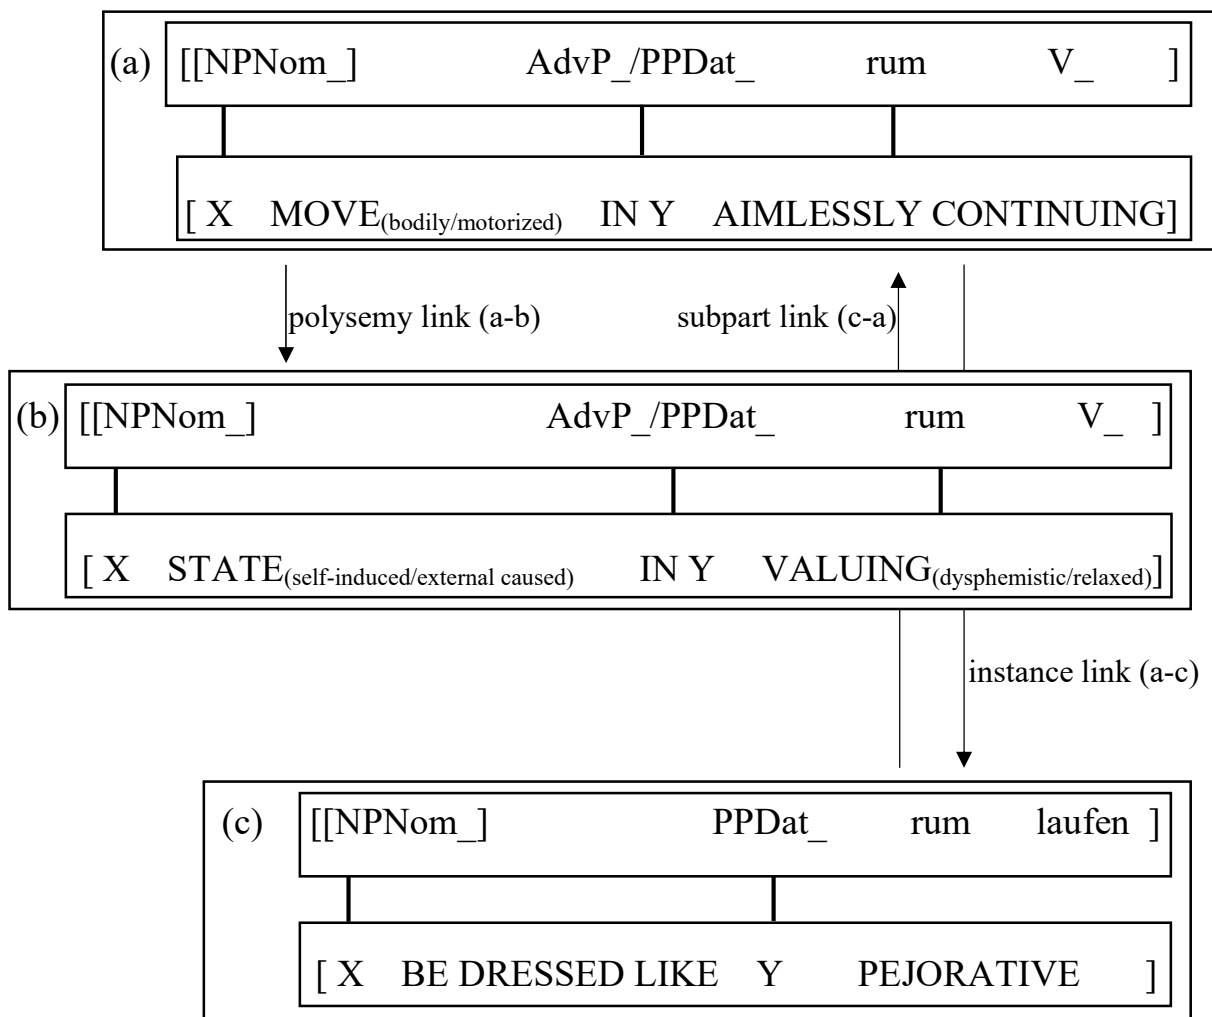 (a) [[NPNom_] AdvP_/PPDat_ rum V_ ]
[ X MOVE(bodily/motorized) IN Y AIMLESSLY CONTINUING]
polysemy link (a-b) subpart link (c-a)
(b) [[NPNom_] AdvP_/PPDat_ rum V_ ]
[ X STATE(self-induced/external caused) IN Y VALUING(dysphemistic/relaxed)]
instance link (a-c)
(c) [[NPNom_] PPDat_ rum laufen ]
[ X BE DRESSED LIKE Y PEJORATIVE ]